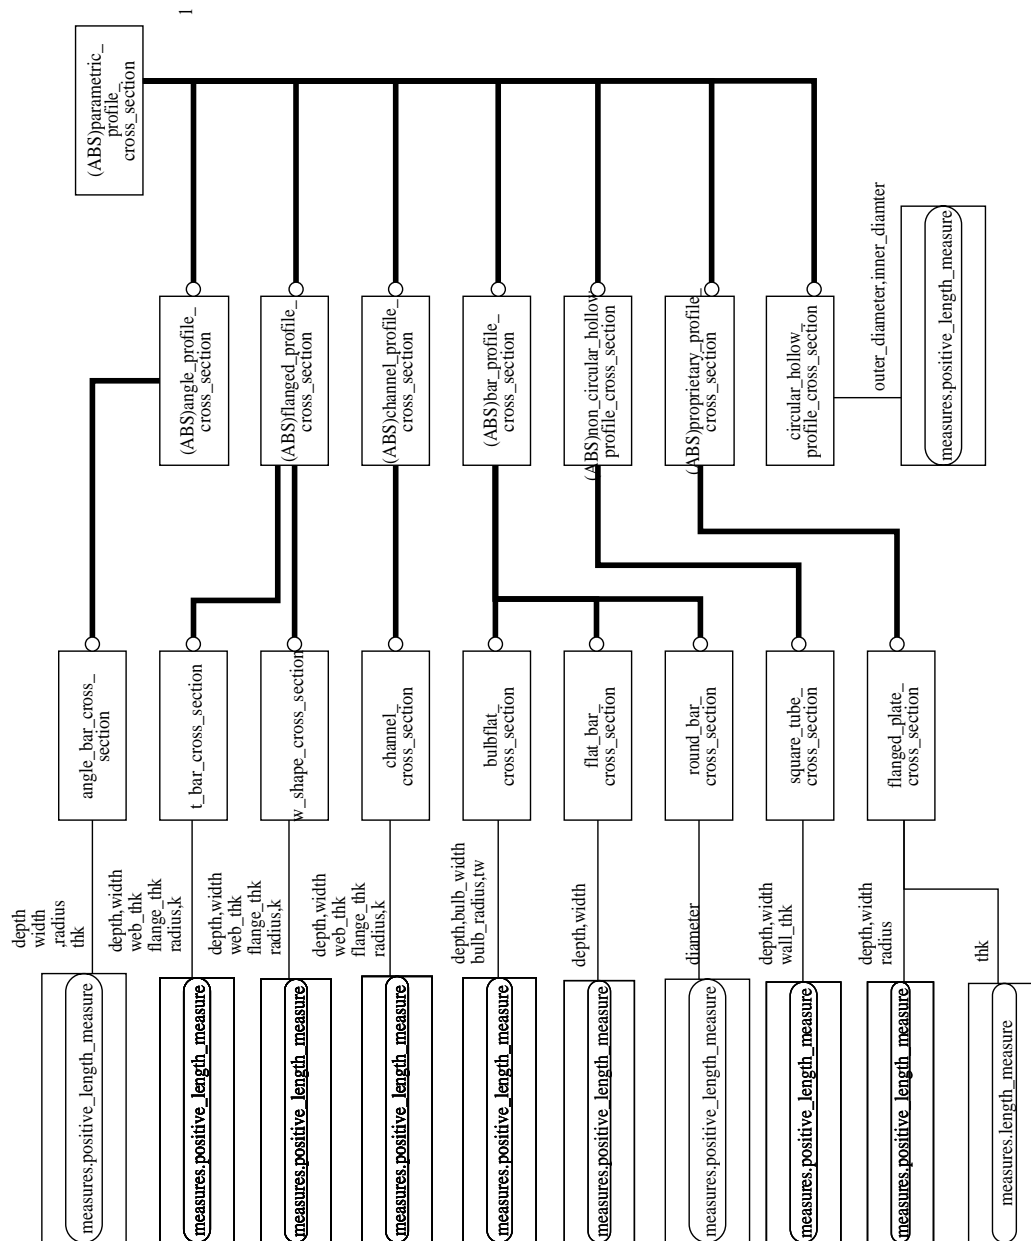 1
(ABS)parametric_
profile_
cross_section
(ABS)angle_profile_
cross_section
(ABS)flanged_profile_
cross_section
(ABS)channel_profile_
cross_section
(ABS)bar_profile_
cross_section
(ABS)non_circular_hollow_
profile_cross_section
(ABS)proprietary_profile_
cross_section
circular_hollow_
profile_cross_section
outer_diameter,inner_diamter
measures.positive_length_measure
angle_bar_cross_
section
t_bar_cross_section
w_shape_cross_section
channel_
cross_section
bulbflat_
cross_section
flat_bar_
cross_section
round_bar_
cross_section
square_tube_
cross_section
flanged_plate_
cross_section
depth
width
,radius
thk
depth,width
web_thk
flange_thk
radius,k
depth,width
web_thk
flange_thk
radius,k
depth,width
web_thk
flange_thk
radius,k
depth,bulb_width
bulb_radius,tw
depth,width
diameter
depth,width
wall_thk
depth,width
radius
thk
measures.positive_length_measure
measures.positive_length_measure
measures.positive_length_measure
measures.positive_length_measure
measures.positive_length_measure
measures.positive_length_measure
measures.positive_length_measure
measures.positive_length_measure
measures.positive_length_measure
measures.length_measure